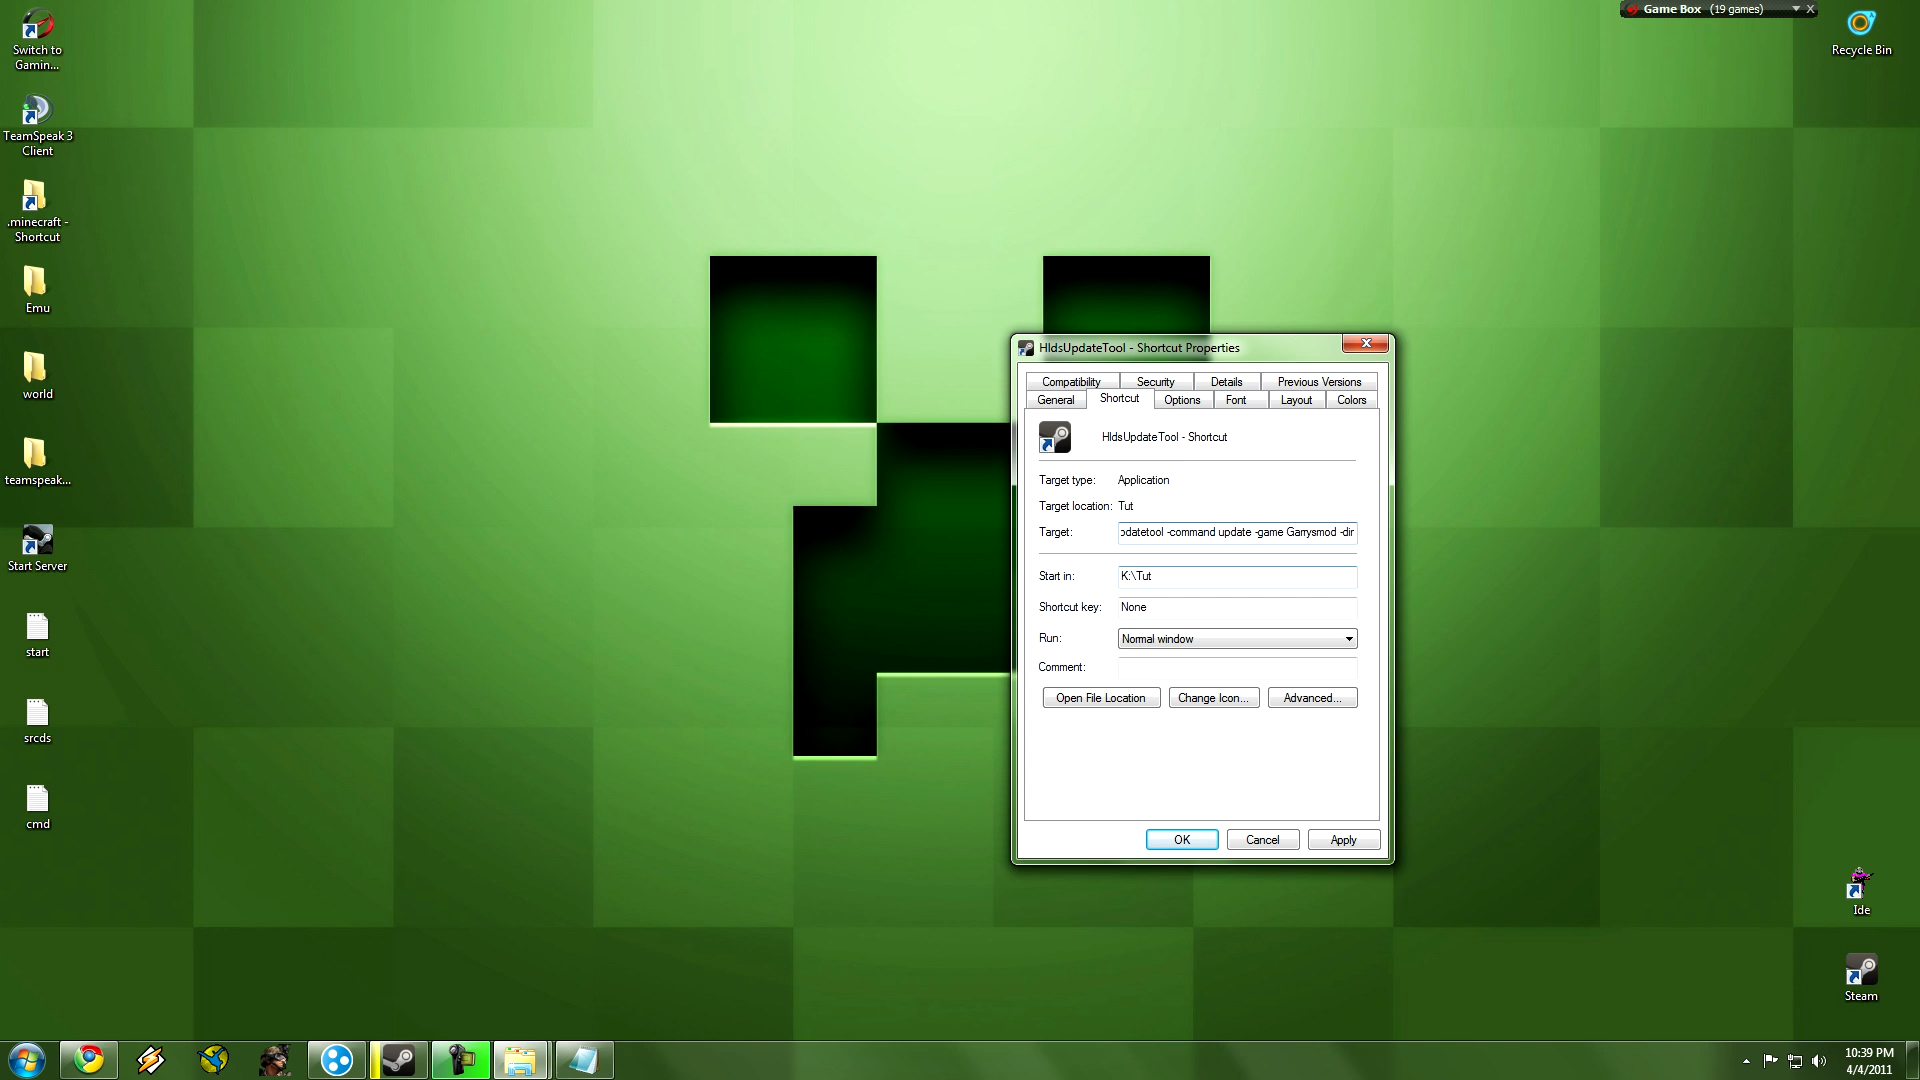 Switch to
Gamin...
TeamSpeak 3
Client
.minecraft -
Shortcut
Emu
world
teamspeak...
Start Server
start
srcds
cmd
Game Box (19 games)
Recycle Bin
HldsUpdateTool - Shortcut Properties
Compatibility Security Details Previous Versions
General Shortcut Options Font Layout Colors
HldsUpdateTool - Shortcut
Target type: Application
Target location: Tut
Target: pdatetool -command update -game Garrysmod -dir
Start in: K:\Tut
Shortcut key: None
Run: Normal window
Comment:
Open File Location Change Icon... Advanced...
OK Cancel Apply
Ide
Steam
10:39 PM
4/4/2011